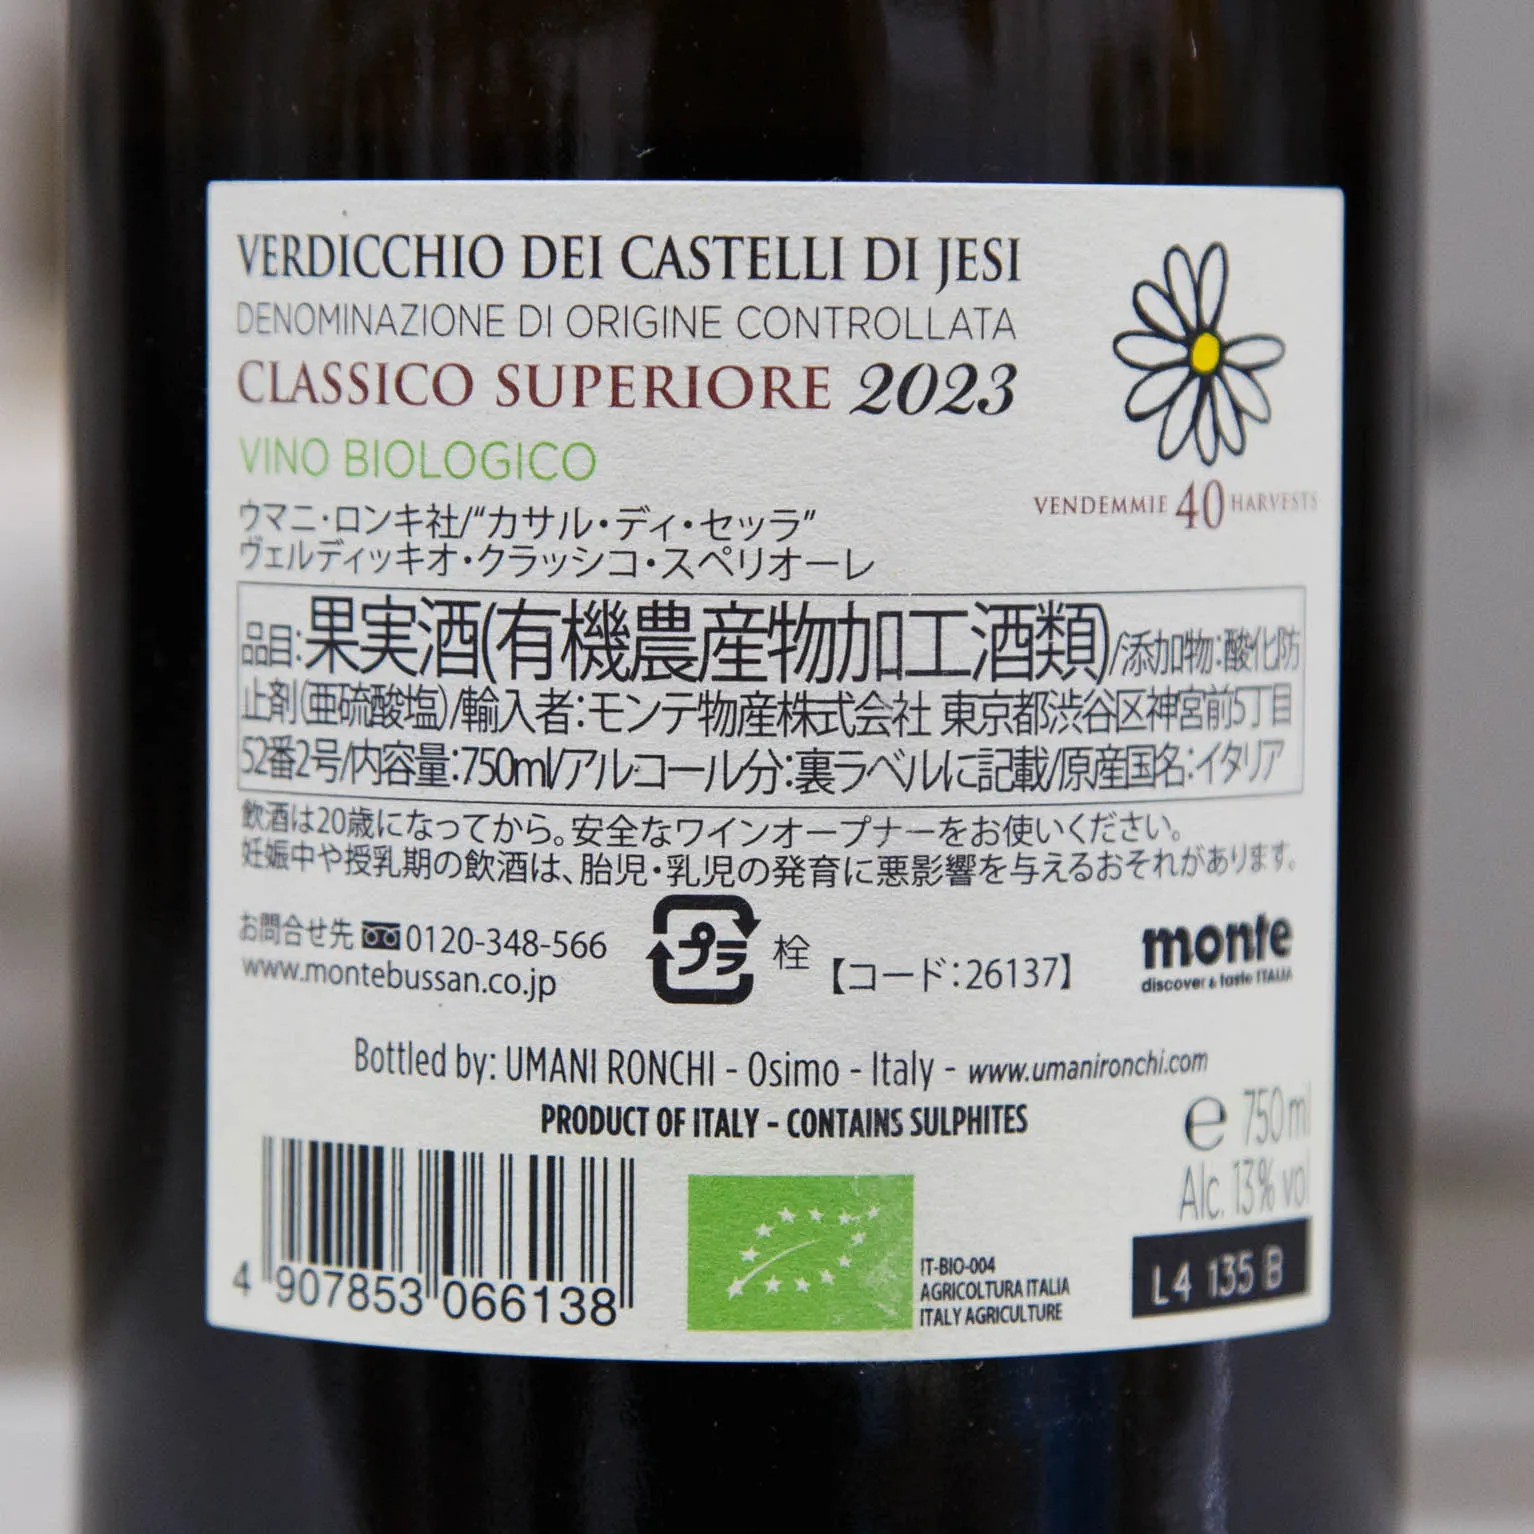 VERDICCHIO DEI CASTELLI DI JESI
DENOMINAZIONE DI ORIGINE CONTROLLATA
CLASSICO SUPERIORE 2023
VINO BIOLOGICO
VENDEMMIE 40 HARVESTS
ウマニ・ロンキ社/“カサル・ディ・セッラ”
ヴェルディッキオ・クラッシコ・スペリオーレ
品目:果実酒(有機農産物加工酒類)/添加物:酸化防
止剤(亜硫酸塩)/輸入者:モンテ物産株式会社 東京都渋谷区神宮前5丁目
52番2号/内容量:750ml/アルコール分:裏ラベルに記載/原産国名:イタリア
飲酒は20歳になってから。安全なワインオープナーをお使いください。
妊娠中や授乳期の飲酒は、胎児・乳児の発育に悪影響を与えるおそれがあります。
お問合せ先 0120-348-566
www.montebussan.co.jp
プラ 栓 【コード:26137】
monte
discover & taste ITALIA
Bottled by: UMANI RONCHI - Osimo - Italy - www.umanironchi.com
PRODUCT OF ITALY - CONTAINS SULPHITES
e 750 ml
Alc. 13% vol
4 907853 066138
IT-BIO-004
AGRICOLTURA ITALIA
ITALY AGRICULTURE
L4 135 B